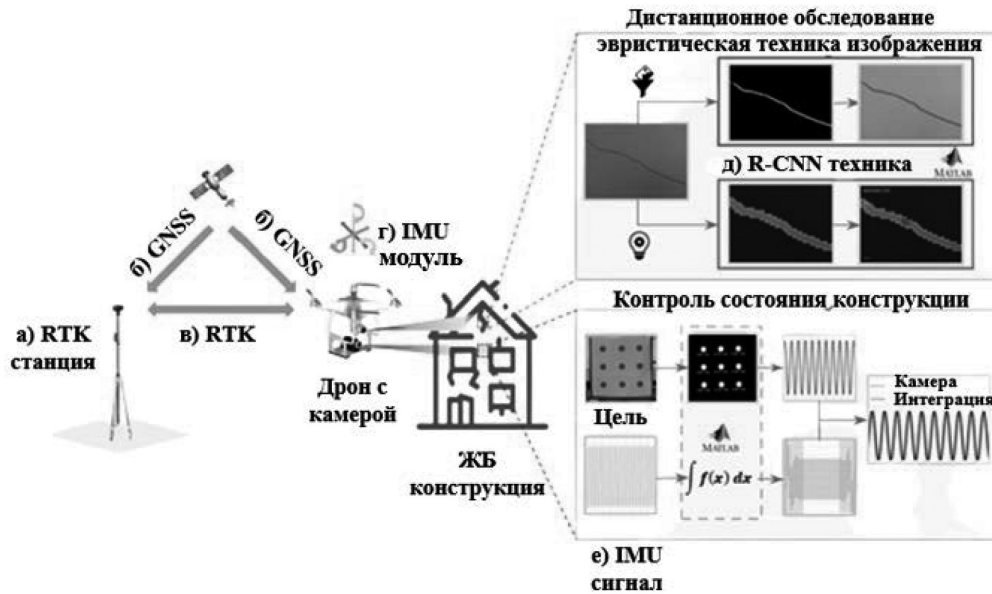 Дистанционное обследование
эвристическая техника изображения
д) R-CNN техника
MATLAB
б) GNSS
б) GNSS
г) IMU
модуль
в) RTK
а) RTK
станция
Дрон с
камерой
ЖБ
конструкция
Контроль состояния конструкции
Цель
MATLAB
∫ f(x) dx
Камера
Интеграция
е) IMU
сигнал